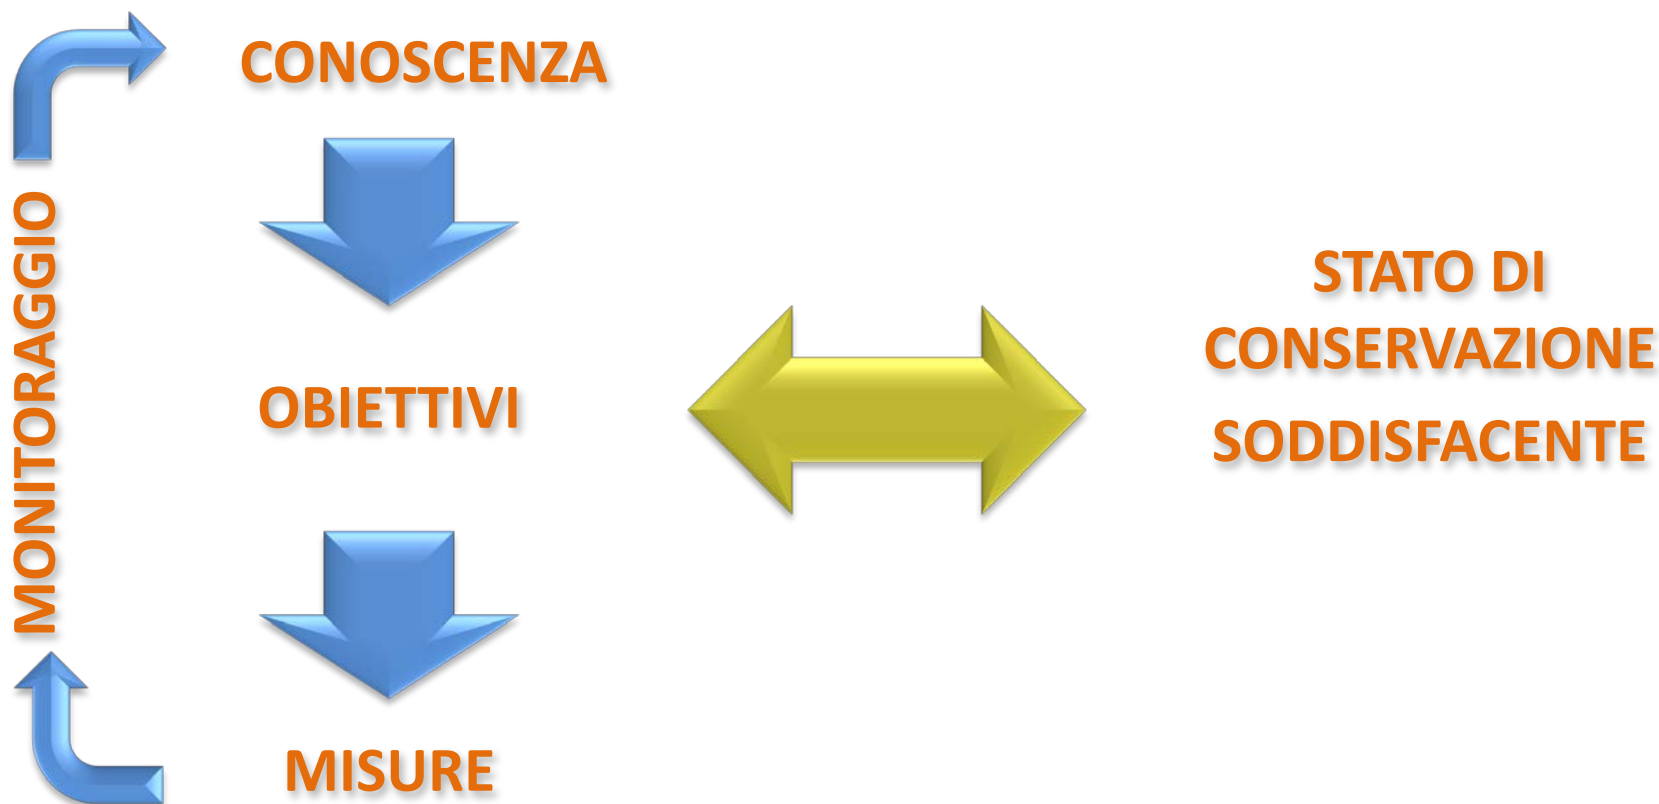 CONOSCENZA
MONITORAGGIO
OBIETTIVI
MISURE
STATO DI
CONSERVAZIONE
SODDISFACENTE